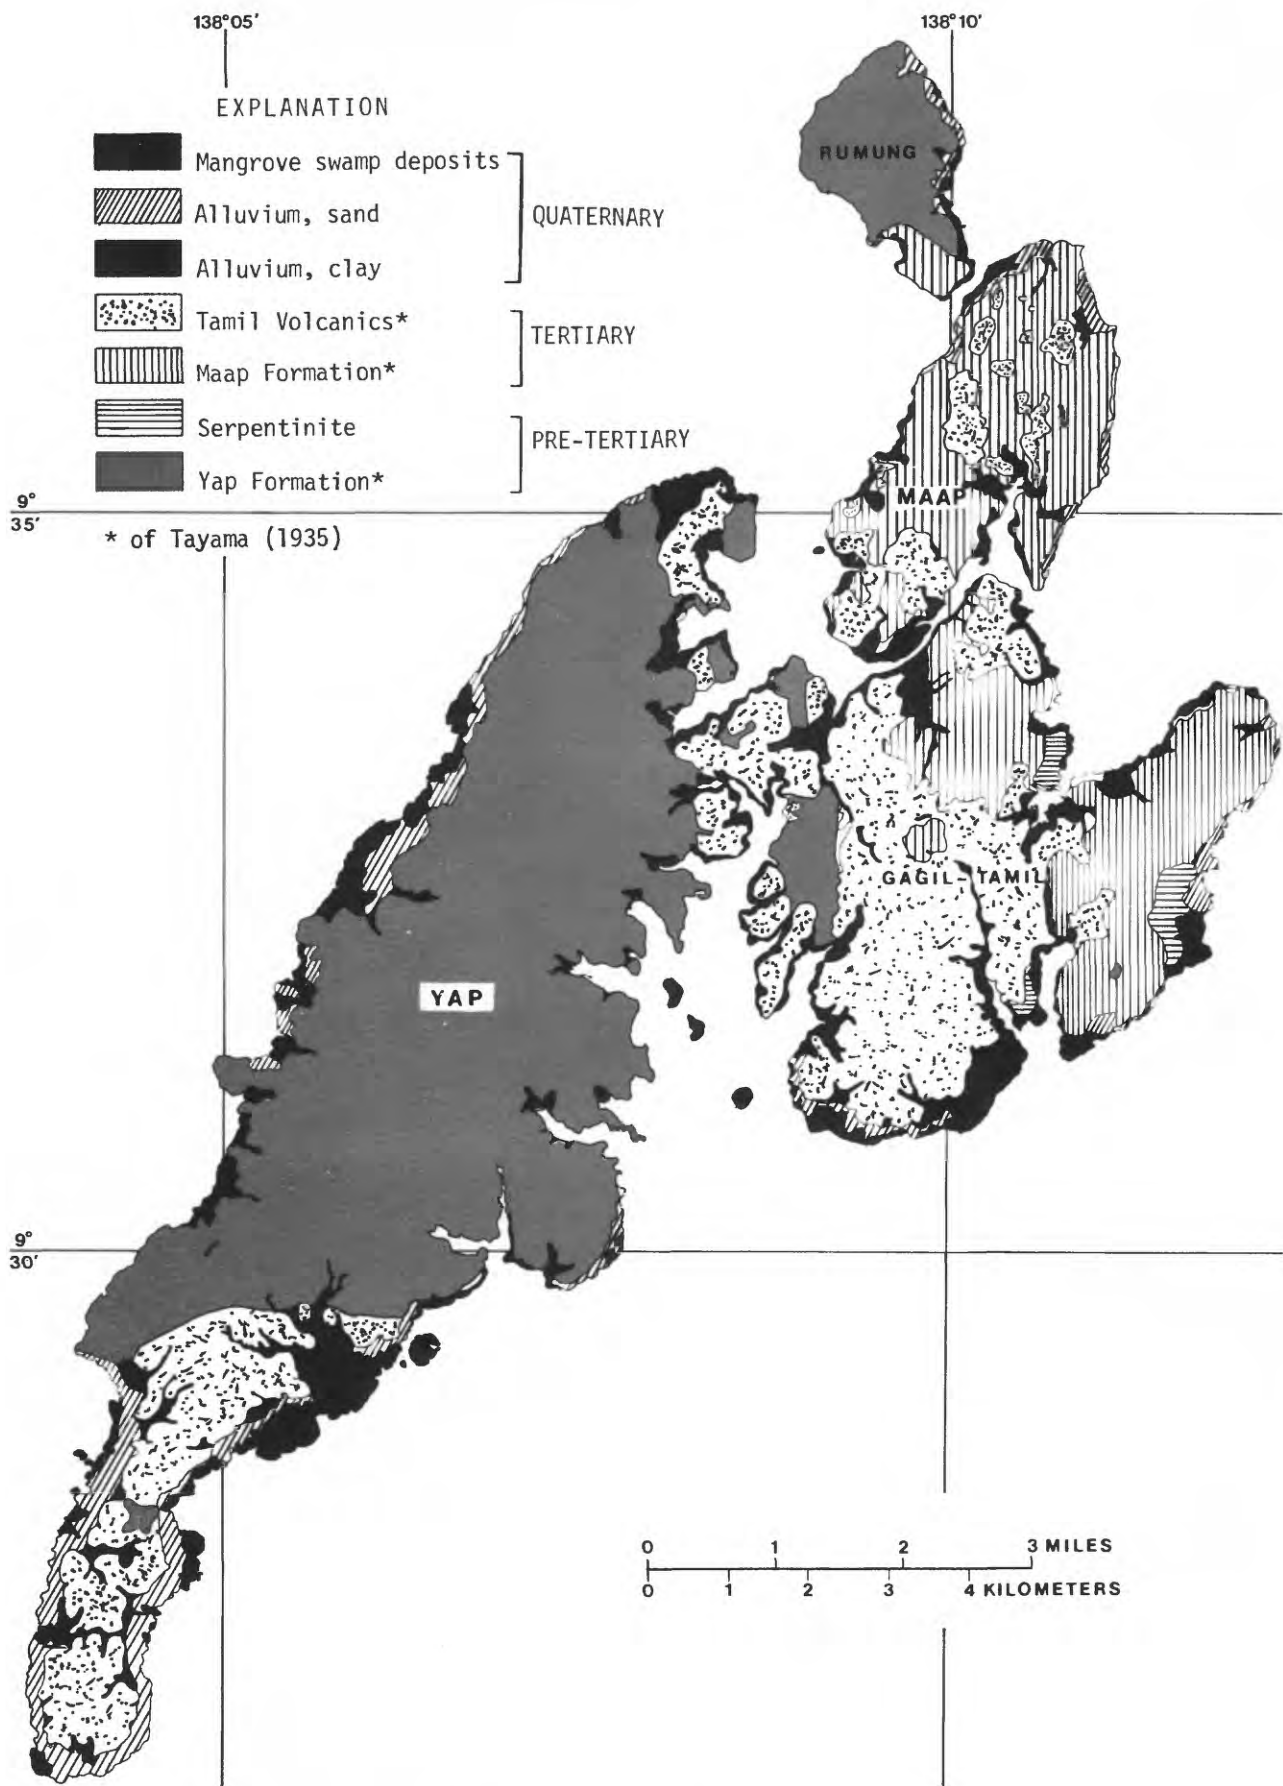 138°05′
138°10′
EXPLANATION
Mangrove swamp deposits
Alluvium, sand
QUATERNARY
Alluvium, clay
Tamil Volcanics*
TERTIARY
Maap Formation*
Serpentinite
PRE-TERTIARY
Yap Formation*
* of Tayama (1935)
9°
35′
RUMUNG
MAAP
GAGIL-TAMIL
YAP
9°
30′
0 1 2 3 MILES
0 1 2 3 4 KILOMETERS